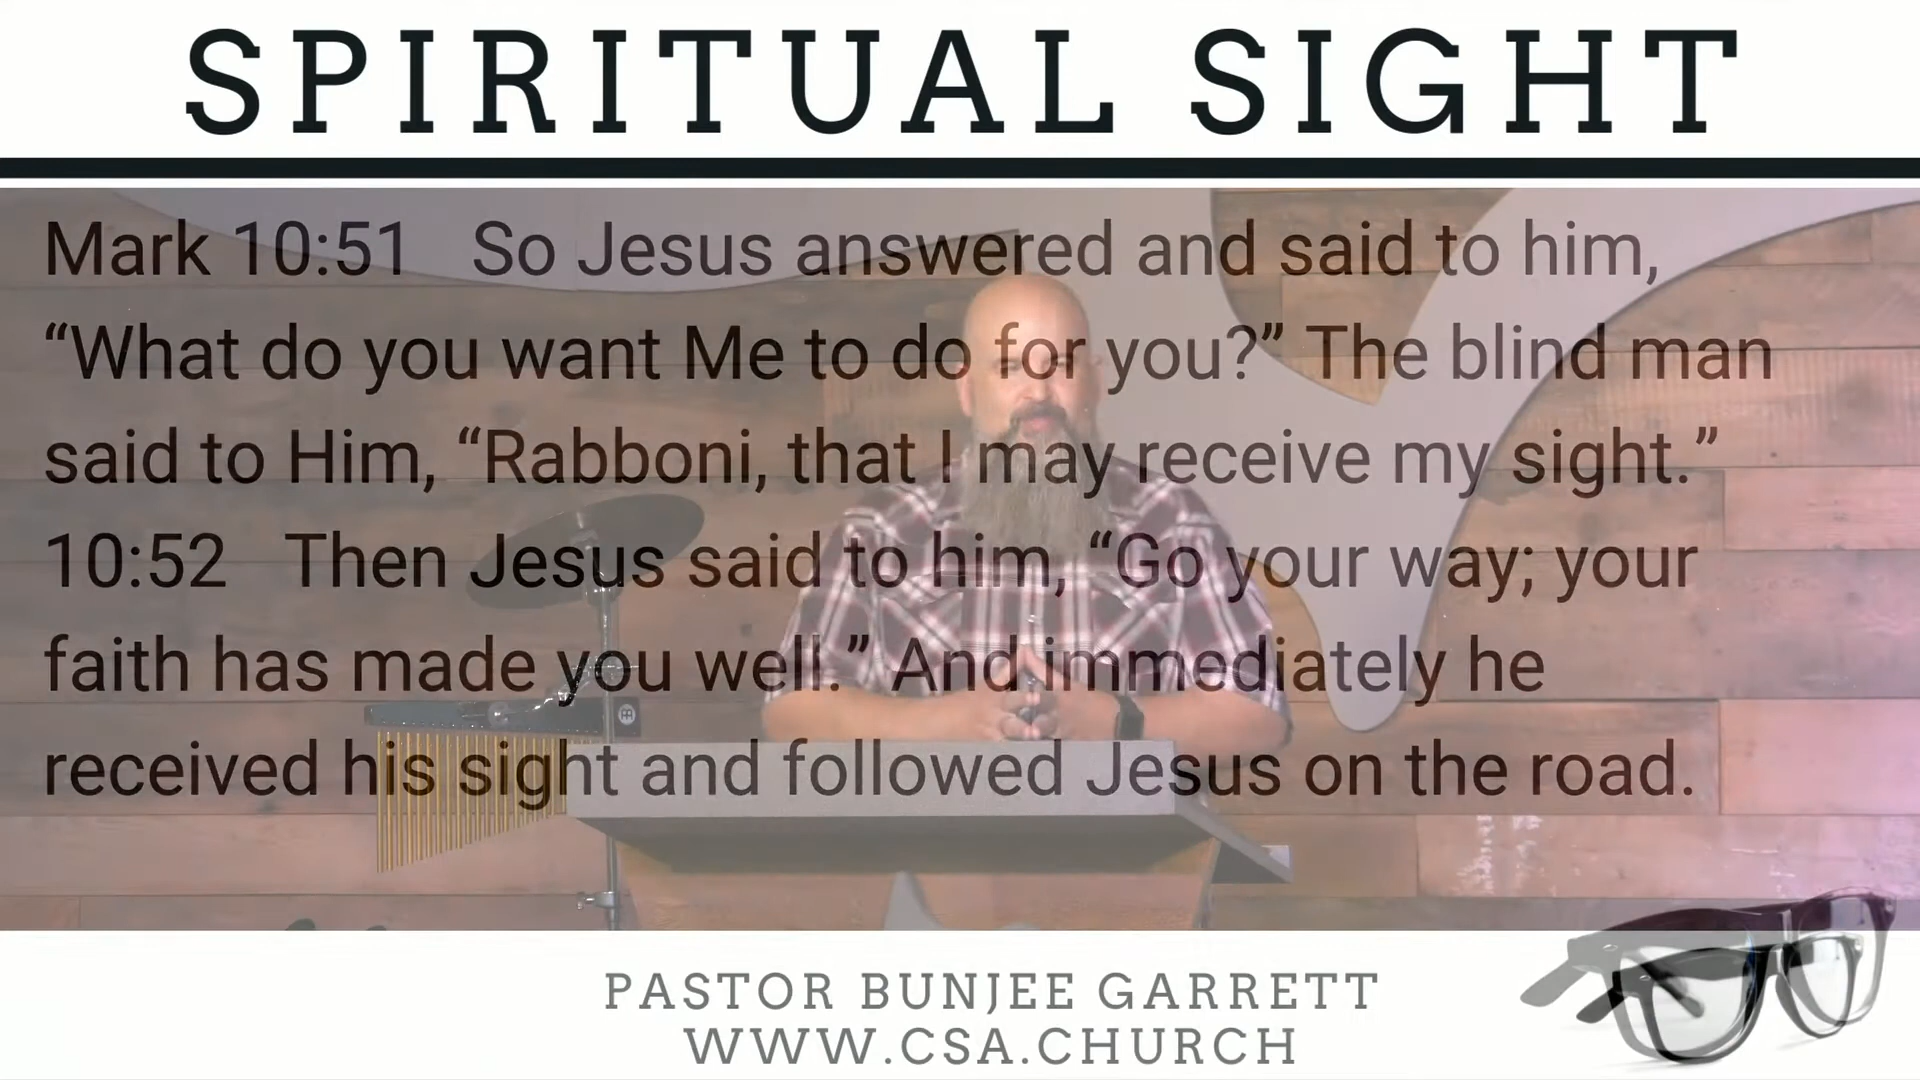 SPIRITUAL SIGHT
Mark 10:51 So Jesus answered and said to him,
“What do you want Me to do for you?” The blind man
said to Him, “Rabboni, that I may receive my sight.”
10:52 Then Jesus said to him, “Go your way; your
faith has made you well.” And immediately he
received his sight and followed Jesus on the road.
PASTOR BUNJEE GARRETT
WWW.CSA.CHURCH